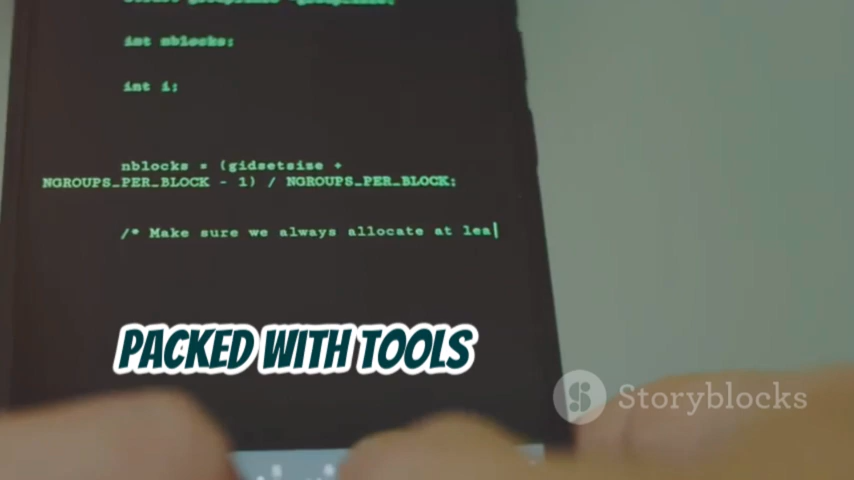 int nblocks;
int i;
nblocks = (gidsetsize +
NGROUPS_PER_BLOCK - 1) / NGROUPS_PER_BLOCK;
/* Make sure we always allocate at lea
PACKED WITH TOOLS
Storyblocks